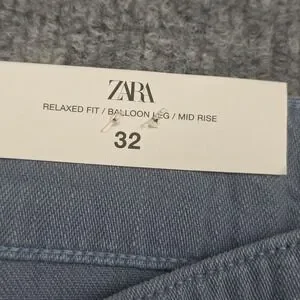 ZARA
RELAXED FIT / BALLOON LEG / MID RISE
32